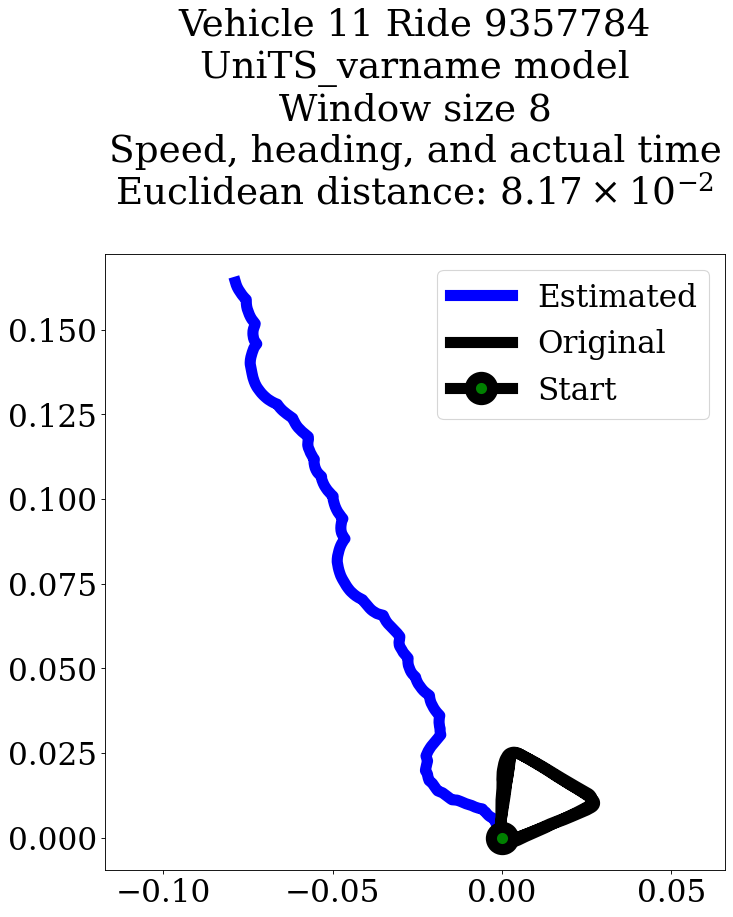 Vehicle 11 Ride 9357784
UniTS_varname model
Window size 8
Speed, heading, and actual time
Euclidean distance: 8.17 × 10⁻²
Estimated
Original
Start
0.150
0.125
0.100
0.075
0.050
0.025
0.000
−0.10 −0.05 0.00 0.05